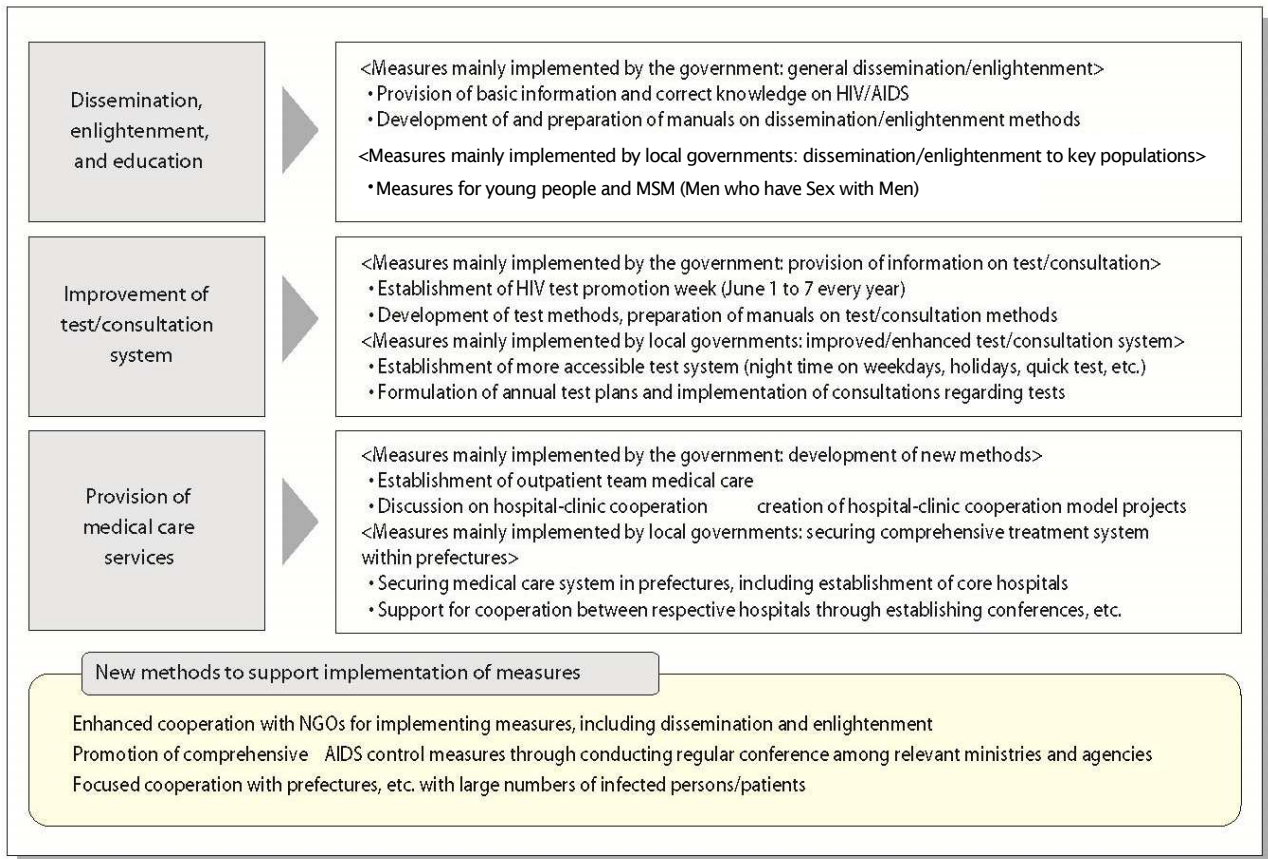 Dissemination,
enlightenment,
and education
<Measures mainly implemented by the government: general dissemination/enlightenment>
・Provision of basic information and correct knowledge on HIV/AIDS
・Development of and preparation of manuals on dissemination/enlightenment methods
<Measures mainly implemented by local governments: dissemination/enlightenment to key populations>
・Measures for young people and MSM (Men who have Sex with Men)
Improvement of
test/consultation
system
<Measures mainly implemented by the government: provision of information on test/consultation>
・Establishment of HIV test promotion week (June 1 to 7 every year)
・Development of test methods, preparation of manuals on test/consultation methods
<Measures mainly implemented by local governments: improved/enhanced test/consultation system>
・Establishment of more accessible test system (night time on weekdays, holidays, quick test, etc.)
・Formulation of annual test plans and implementation of consultations regarding tests
Provision of
medical care
services
<Measures mainly implemented by the government: development of new methods>
・Establishment of outpatient team medical care
・Discussion on hospital-clinic cooperation creation of hospital-clinic cooperation model projects
<Measures mainly implemented by local governments: securing comprehensive treatment system
within prefectures>
・Securing medical care system in prefectures, including establishment of core hospitals
・Support for cooperation between respective hospitals through establishing conferences, etc.
New methods to support implementation of measures
Enhanced cooperation with NGOs for implementing measures, including dissemination and enlightenment
Promotion of comprehensive AIDS control measures through conducting regular conference among relevant ministries and agencies
Focused cooperation with prefectures, etc. with large numbers of infected persons/patients